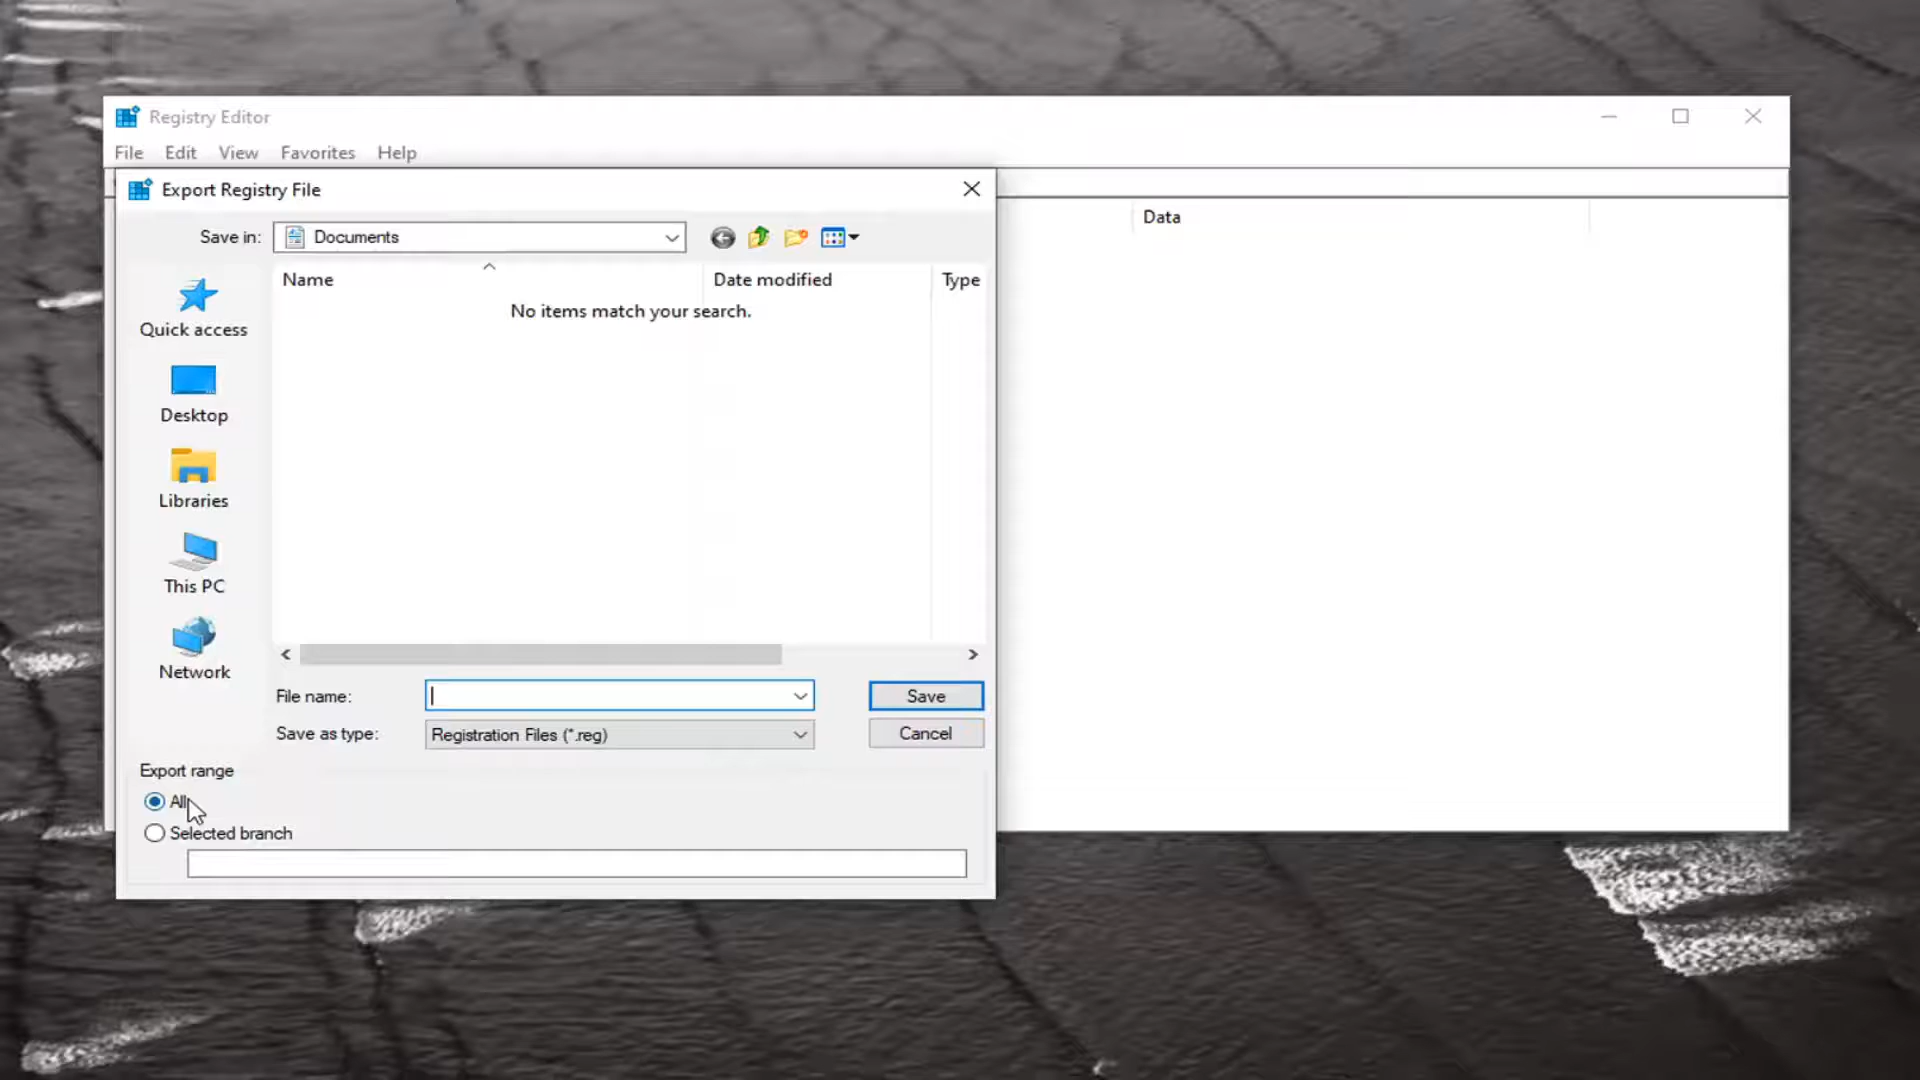 Registry Editor
File Edit View Favorites Help
Export Registry File
Data
Save in: Documents
Name Date modified Type
No items match your search.
Quick access
Desktop
Libraries
This PC
Network
File name: Save
Save as type: Registration Files (*.reg) Cancel
Export range
All
Selected branch